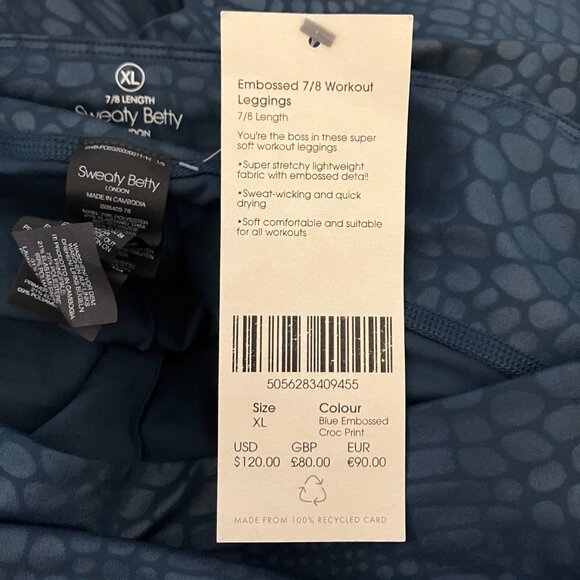 XL
7/8 LENGTH
Sweaty Betty
Sweaty Betty
LONDON
MADE IN CAMBODIA
Embossed 7/8 Workout
Leggings
7/8 Length
You're the boss in these super
soft workout leggings
•Super stretchy lightweight
fabric with embossed detail!
•Sweat-wicking and quick
drying
•Soft comfortable and suitable
for all workouts
5056283409455
Size Colour
XL Blue Embossed
Croc Print
USD GBP EUR
$120.00 £80.00 €90.00
MADE FROM 100% RECYCLED CARD